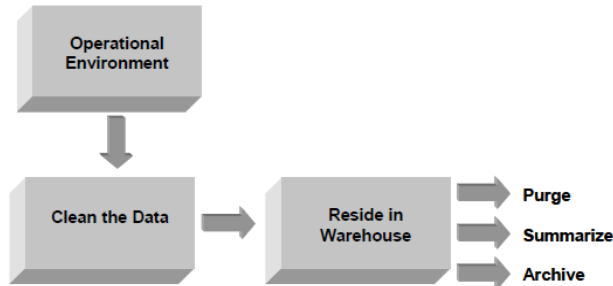 Operational
Environment
Clean the Data
Reside in
Warehouse
Purge
Summarize
Archive